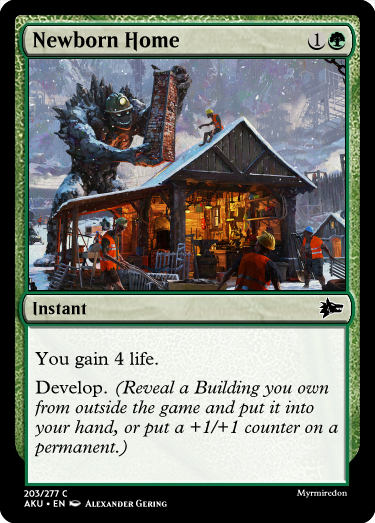 Newborn Home 1
Instant
You gain 4 life.
Develop. (Reveal a Building you own
from outside the game and put it into
your hand, or put a +1/+1 counter on a
permanent.)
203/277 C Myrmiredon
AKU • EN Alexander Gering